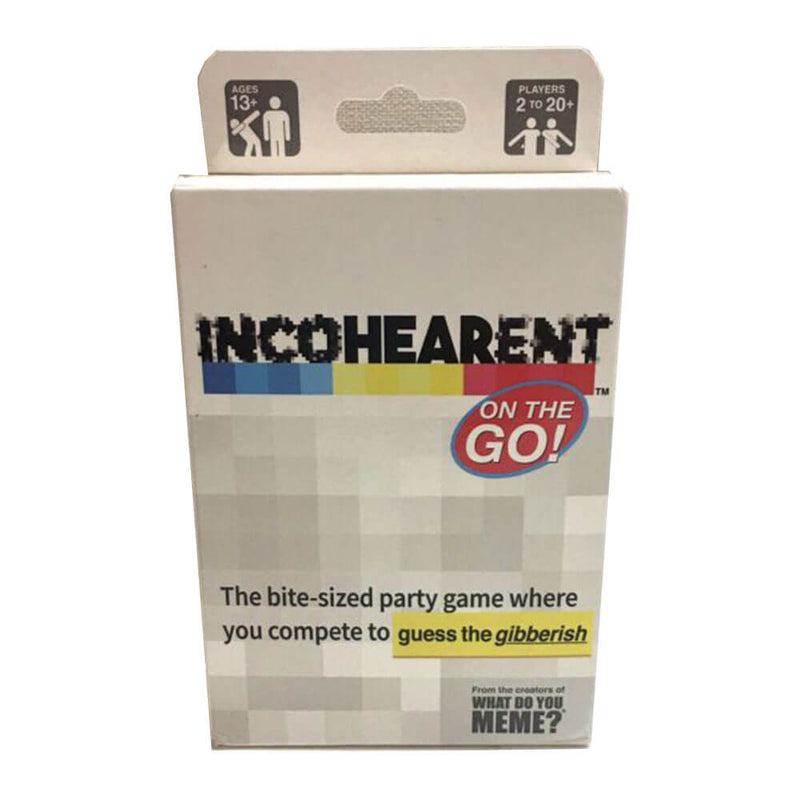 AGES
13+
PLAYERS
2 TO 20+
INCOHEARENT
TM
ON THE
GO!
The bite-sized party game where
you compete to guess the gibberish
From the creators of
WHAT DO YOU
MEME?®